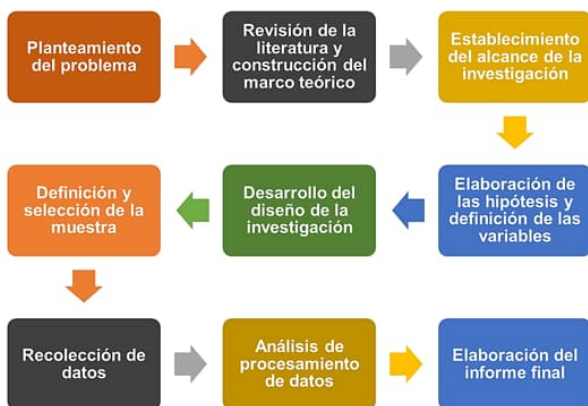 Planteamiento
del problema
Revisión de la
literatura y
construcción del
marco teórico
Establecimiento
del alcance de la
investigación
Elaboración de
las hipótesis y
definición de las
variables
Desarrollo del
diseño de la
investigación
Definición y
selección de la
muestra
Recolección de
datos
Análisis de
procesamiento
de datos
Elaboración del
informe final